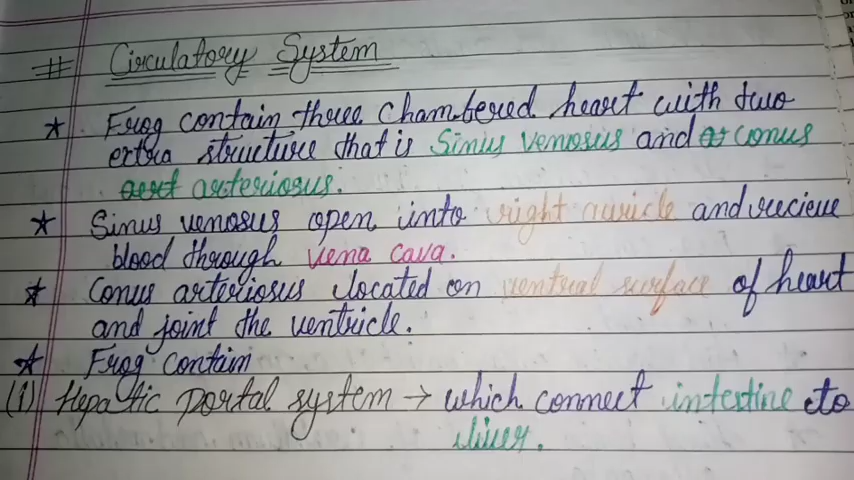 # Circulatory System
* Frog contain three chambered heart with two
extra structure that is Sinus venosus and conus
arteriosus.
* Sinus venosus open into right auricle and recieve
blood through vena cava.
* Conus arteriosus located on ventral surface of heart
and joint the ventricle.
* Frog contain
(1) Hepatic portal system → which connect intestine to
liver.